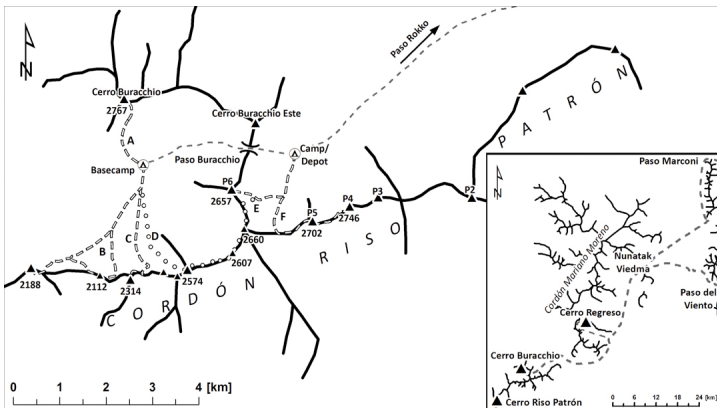 N
Paso Rokko
PATRÓN
Cerro Buracchio
2767
Cerro Buracchio Este
A
Basecamp
Paso Buracchio
Camp/
Depot
P6
2657
E
F
P5
2702
P4
2746
P3
P2
2660
B
C
D
2607
2574
2188
2112
2314
CORDÓN
RISO
0 1 2 3 4 [km]
N
Paso Marconi
Cordón Mariano Moreno
Nunatak
Viedma
Paso del
Viento
Cerro Regreso
Cerro Buracchio
Cerro Riso Patrón
0 6 12 18 24 [km]